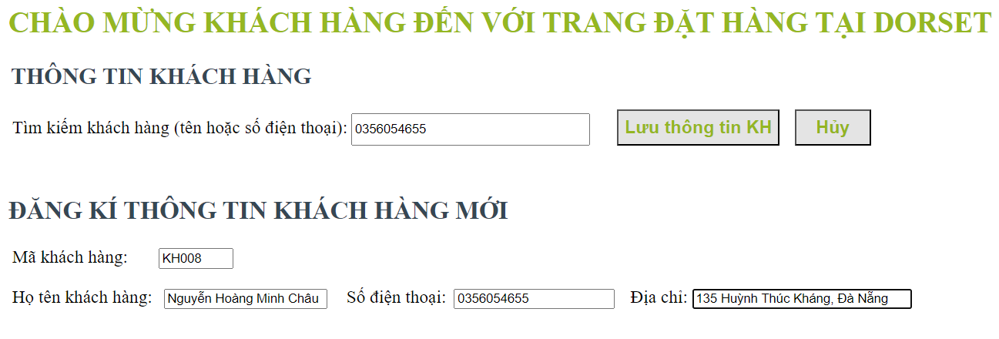 CHÀO MỪNG KHÁCH HÀNG ĐẾN VỚI TRANG ĐẶT HÀNG TẠI DORSET
THÔNG TIN KHÁCH HÀNG
Tìm kiếm khách hàng (tên hoặc số điện thoại): 0356054655 Lưu thông tin KH Hủy
ĐĂNG KÍ THÔNG TIN KHÁCH HÀNG MỚI
Mã khách hàng: KH008
Họ tên khách hàng: Nguyễn Hoàng Minh Châu Số điện thoại: 0356054655 Địa chỉ: 135 Huỳnh Thúc Kháng, Đà Nẵng